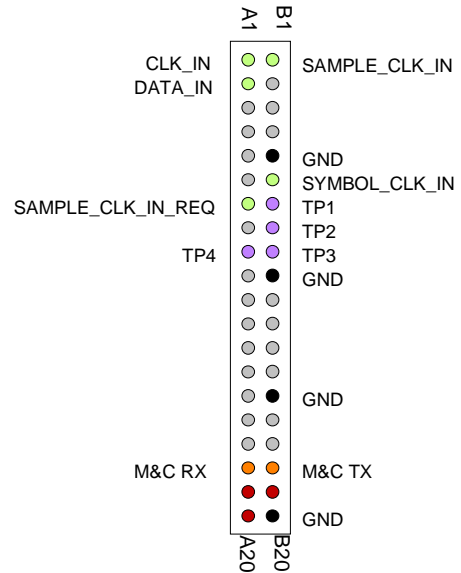 A1 B1
CLK_IN SAMPLE_CLK_IN
DATA_IN
GND
SYMBOL_CLK_IN
SAMPLE_CLK_IN_REQ TP1
TP2
TP4 TP3
GND
GND
M&C RX M&C TX
GND
A20 B20